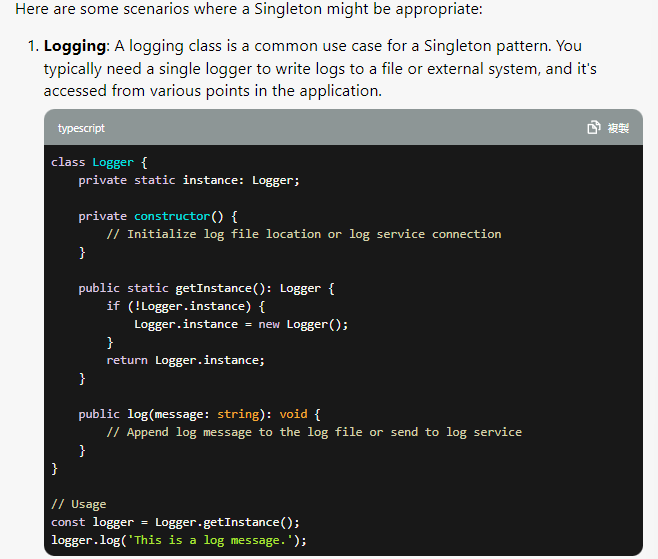 Here are some scenarios where a Singleton might be appropriate:
1. Logging: A logging class is a common use case for a Singleton pattern. You
typically need a single logger to write logs to a file or external system, and it's
accessed from various points in the application.
typescript 複製
class Logger {
    private static instance: Logger;

    private constructor() {
        // Initialize log file location or log service connection
    }

    public static getInstance(): Logger {
        if (!Logger.instance) {
            Logger.instance = new Logger();
        }
        return Logger.instance;
    }

    public log(message: string): void {
        // Append log message to the log file or send to log service
    }
}

// Usage
const logger = Logger.getInstance();
logger.log('This is a log message.');